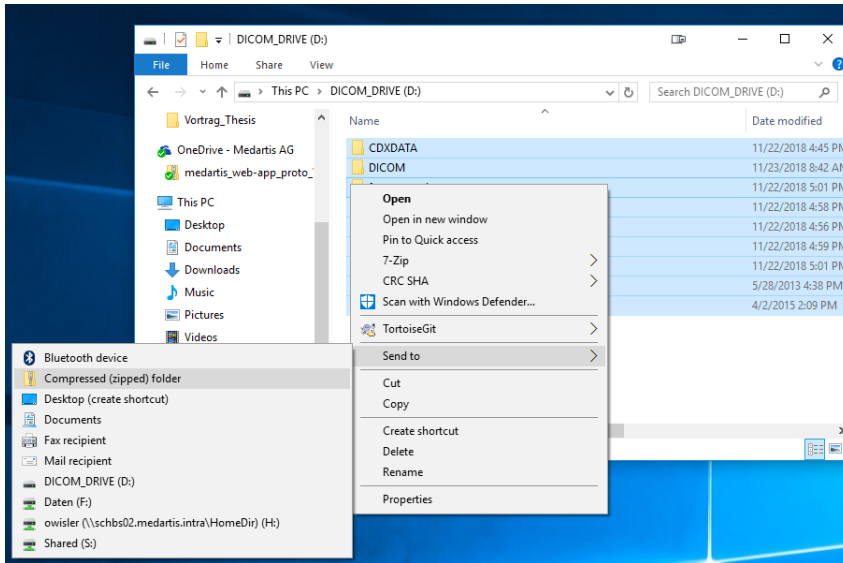 DICOM_DRIVE (D:)
File Home Share View
This PC > DICOM_DRIVE (D:)
Search DICOM_DRIVE (D:)
Vortrag_Thesis
OneDrive - Medartis AG
medartis_web-app_proto_
This PC
Desktop
Documents
Downloads
Music
Pictures
Videos
Name Date modified
CDXDATA 11/22/2018 4:45 PM
DICOM 11/23/2018 8:42 AM
11/22/2018 5:01 PM
11/22/2018 4:58 PM
11/22/2018 4:56 PM
11/22/2018 4:59 PM
11/22/2018 5:01 PM
5/28/2013 4:38 PM
4/2/2015 2:09 PM
Open
Open in new window
Pin to Quick access
7-Zip
CRC SHA
Scan with Windows Defender...
TortoiseGit
Send to
Cut
Copy
Create shortcut
Delete
Rename
Properties
Bluetooth device
Compressed (zipped) folder
Desktop (create shortcut)
Documents
Fax recipient
Mail recipient
DICOM_DRIVE (D:)
Daten (F:)
owisler (\\schbs02.medartis.intra\HomeDir) (H:)
Shared (S:)